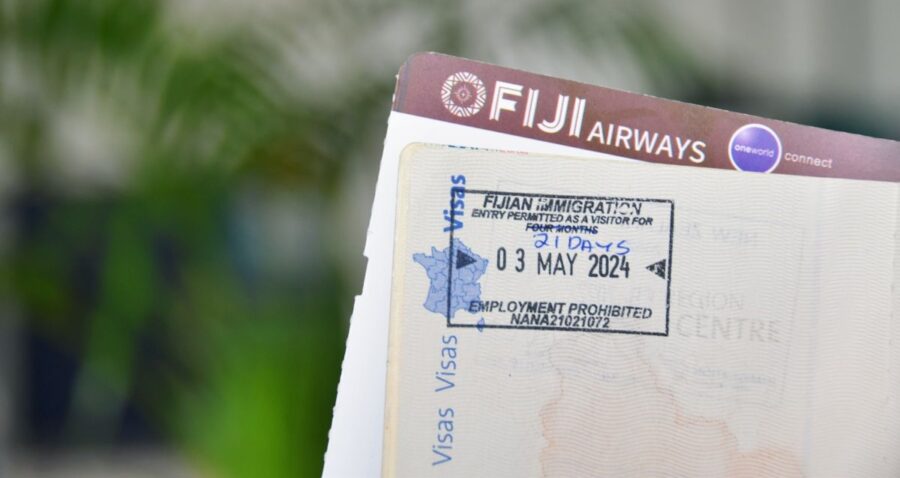 FIJI AIRWAYS
oneworld
connect
Visas
FIJIAN IMMIGRATION
ENTRY PERMITTED AS A VISITOR FOR
FOUR MONTHS
21 DAYS
03 MAY 2024
EMPLOYMENT PROHIBITED
NANA21021072
REGION
CENTRE
Visas
Visas